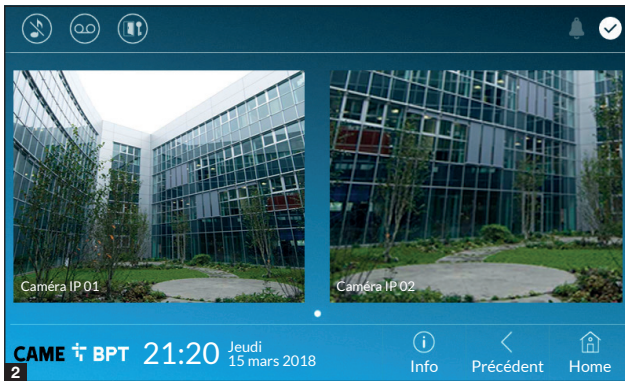 Caméra IP 01
Caméra IP 02
CAME BPT 21:20 Jeudi
15 mars 2018
Info Précédent Home
2